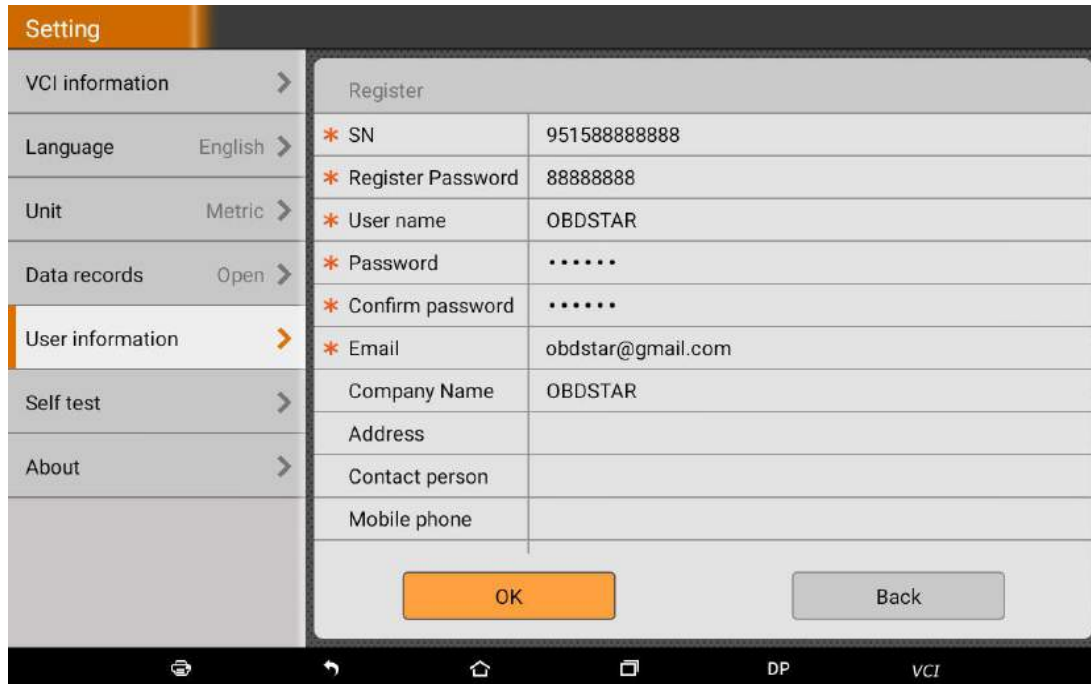 Setting
VCI information
Language English
Unit Metric
Data records Open
User information
Self test
About
Register
* SN 951588888888
* Register Password 88888888
* User name OBDSTAR
* Password ••••••
* Confirm password ••••••
* Email obdstar@gmail.com
Company Name OBDSTAR
Address
Contact person
Mobile phone
OK Back
DP VCI